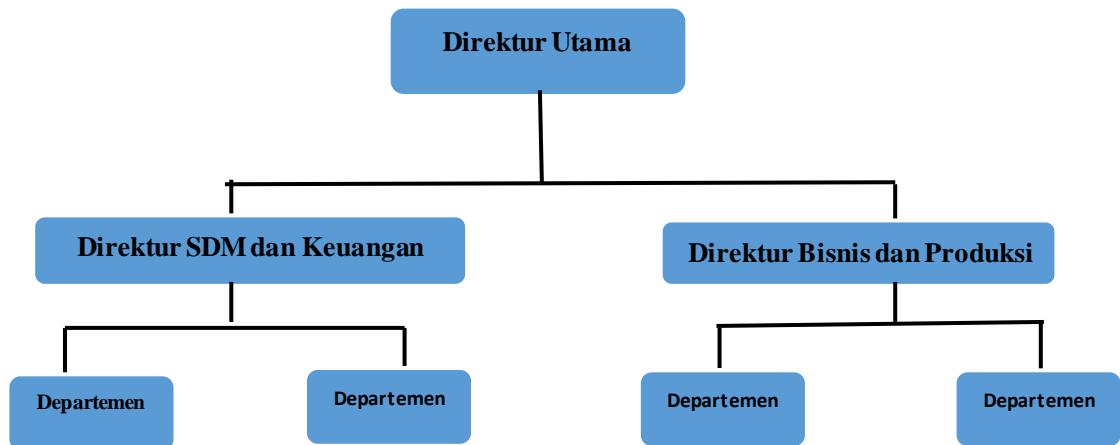 Direktur Utama
Direktur SDM dan Keuangan
Direktur Bisnis dan Produksi
Departemen
Departemen
Departemen
Departemen